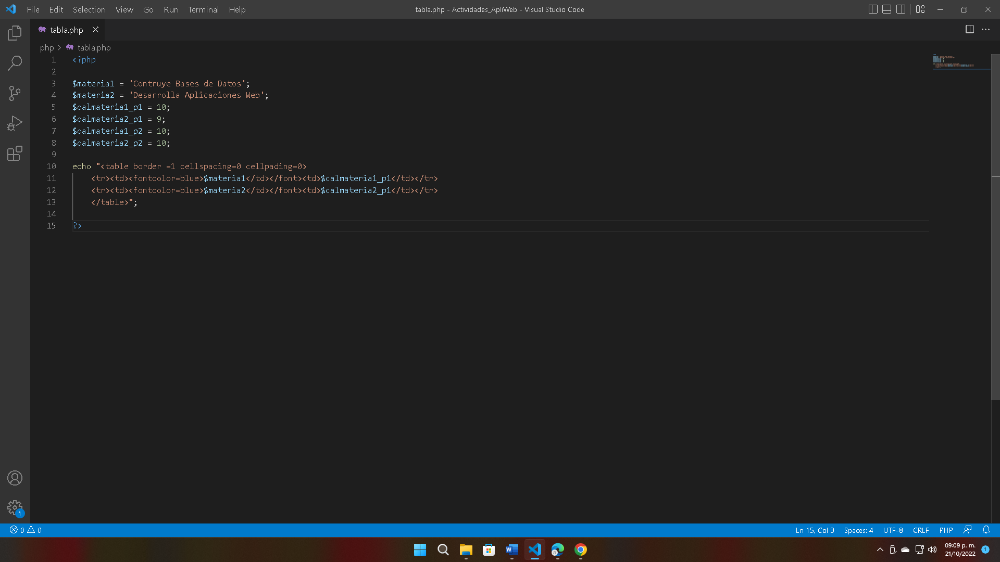 File Edit Selection View Go Run Terminal Help
tabla.php - Actividades_ApliWeb - Visual Studio Code
tabla.php
php > tabla.php
1 <?php
2
3 $materia1 = 'Contruye Bases de Datos';
4 $materia2 = 'Desarrolla Aplicaciones Web';
5 $calmateria1_p1 = 10;
6 $calmateria2_p1 = 9;
7 $calmateria1_p2 = 10;
8 $calmateria2_p2 = 10;
9
10 echo "<table border =1 cellspacing=0 cellpading=0>
11 <tr><td><fontcolor=blue>$materia1</td></font><td>$calmateria1_p1</td></tr>
12 <tr><td><fontcolor=blue>$materia2</td></font><td>$calmateria2_p1</td></tr>
13 </table>";
14
15 ?>
1
0 0
Ln 15, Col 3 Spaces: 4 UTF-8 CRLF PHP
09:09 p. m.
21/10/2022
1